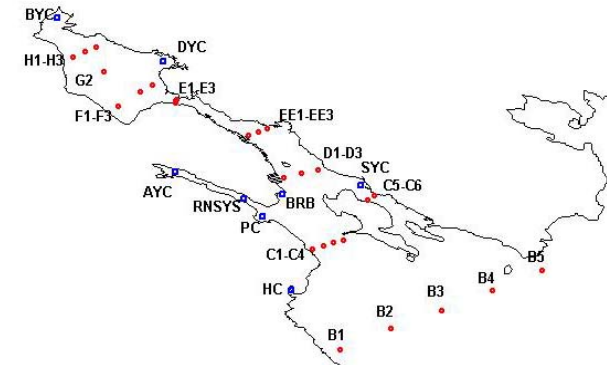 BYC
DYC
H1-H3
G2
E1-E3
F1-F3
EE1-EE3
D1-D3
SYC
C5-C6
AYC
RNSYS
BRB
PC
C1-C4
HC
B5
B4
B3
B2
B1